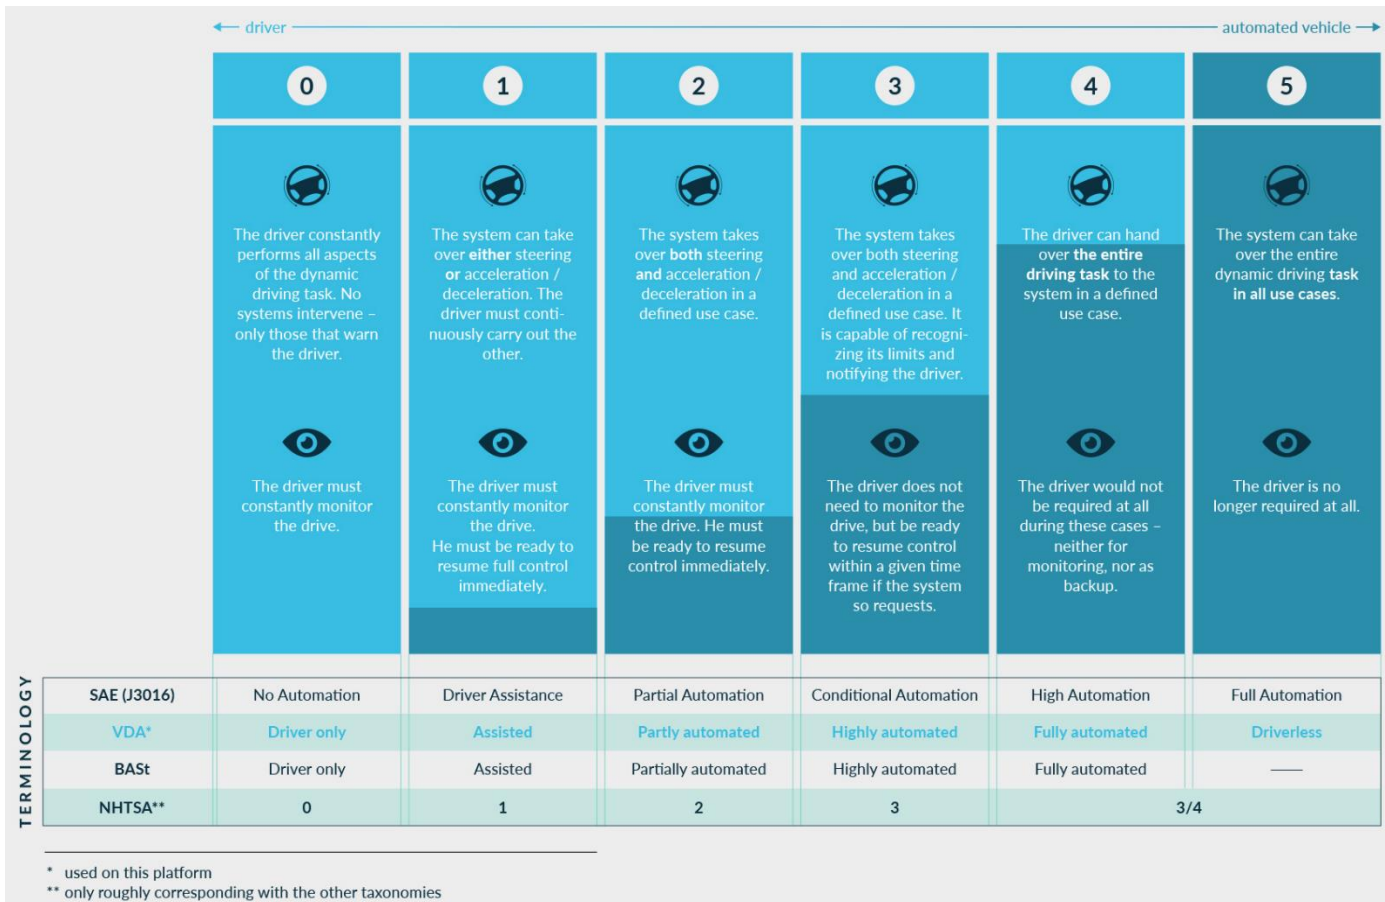 driver
automated vehicle
0
1
2
3
4
5
The driver constantly
performs all aspects
of the dynamic
driving task. No
systems intervene –
only those that warn
the driver.
The system can take
over either steering
or acceleration /
deceleration. The
driver must conti-
nuously carry out the
other.
The system takes
over both steering
and acceleration /
deceleration in a
defined use case.
The system takes
over both steering
and acceleration /
deceleration in a
defined use case. It
is capable of recogni-
zing its limits and
notifying the driver.
The driver can hand
over the entire
driving task to the
system in a defined
use case.
The system can take
over the entire
dynamic driving task
in all use cases.
The driver must
constantly monitor
the drive.
The driver must
constantly monitor
the drive.
He must be ready to
resume full control
immediately.
The driver must
constantly monitor
the drive. He must
be ready to resume
control immediately.
The driver does not
need to monitor the
drive, but be ready
to resume control
within a given time
frame if the system
so requests.
The driver would not
be required at all
during these cases –
neither for
monitoring, nor as
backup.
The driver is no
longer required at all.
TERMINOLOGY
SAE (J3016) No Automation Driver Assistance Partial Automation Conditional Automation High Automation Full Automation
VDA* Driver only Assisted Partly automated Highly automated Fully automated Driverless
BASt Driver only Assisted Partially automated Highly automated Fully automated —
NHTSA** 0 1 2 3 3/4
* used on this platform
** only roughly corresponding with the other taxonomies